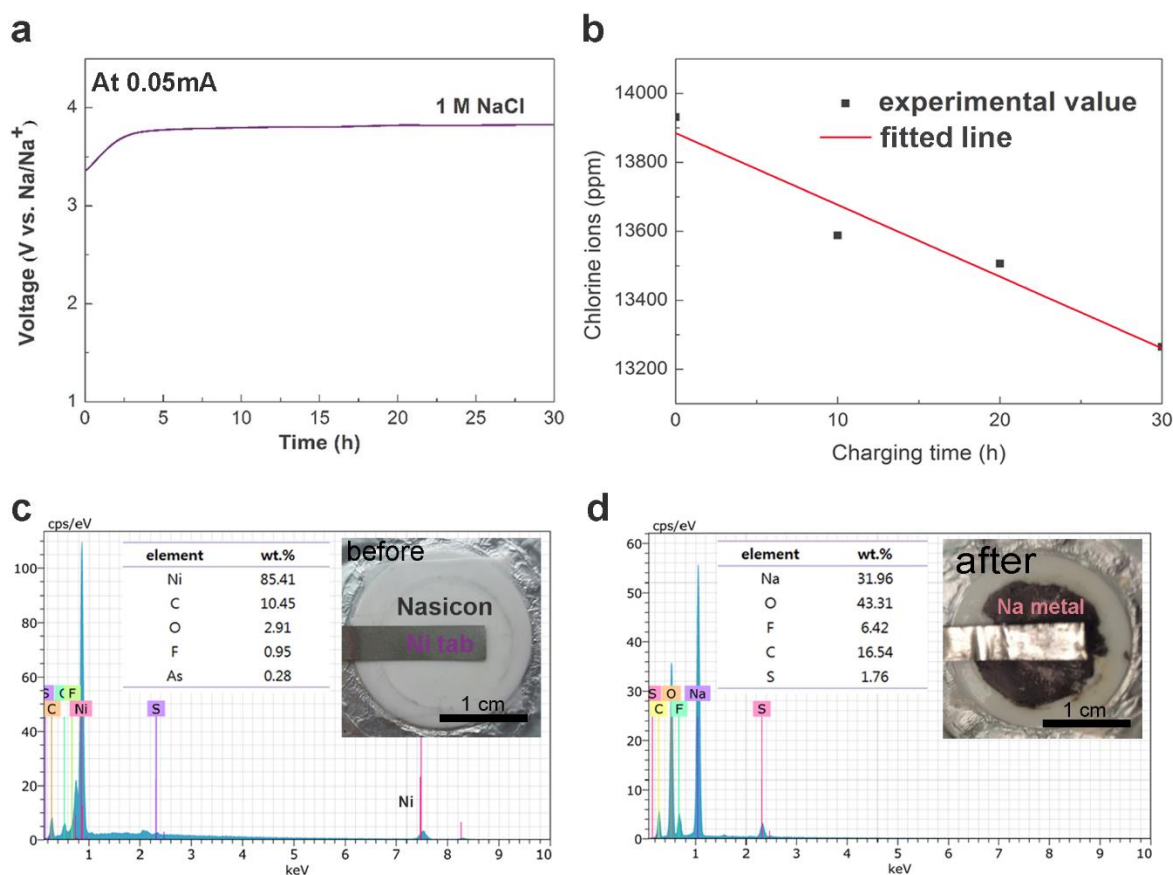 a
At 0.05mA
1 M NaCl
Voltage (V vs. Na/Na+)
4
3
2
1
0 5 10 15 20 25 30
Time (h)
b
experimental value
fitted line
Chlorine ions (ppm)
14000
13800
13600
13400
13200
0 10 20 30
Charging time (h)
c
cps/eV
100
80
60
40
20
0
element wt.%
Ni 85.41
C 10.45
O 2.91
F 0.95
As 0.28
before
Nasicon
Ni tab
1 cm
S F
C Ni S
Ni
1 2 3 4 5 6 7 8 9 10
keV
d
cps/eV
60
50
40
30
20
10
0
element wt.%
Na 31.96
O 43.31
F 6.42
C 16.54
S 1.76
after
Na metal
1 cm
S O Na
C F S
1 2 3 4 5 6 7 8 9 10
keV